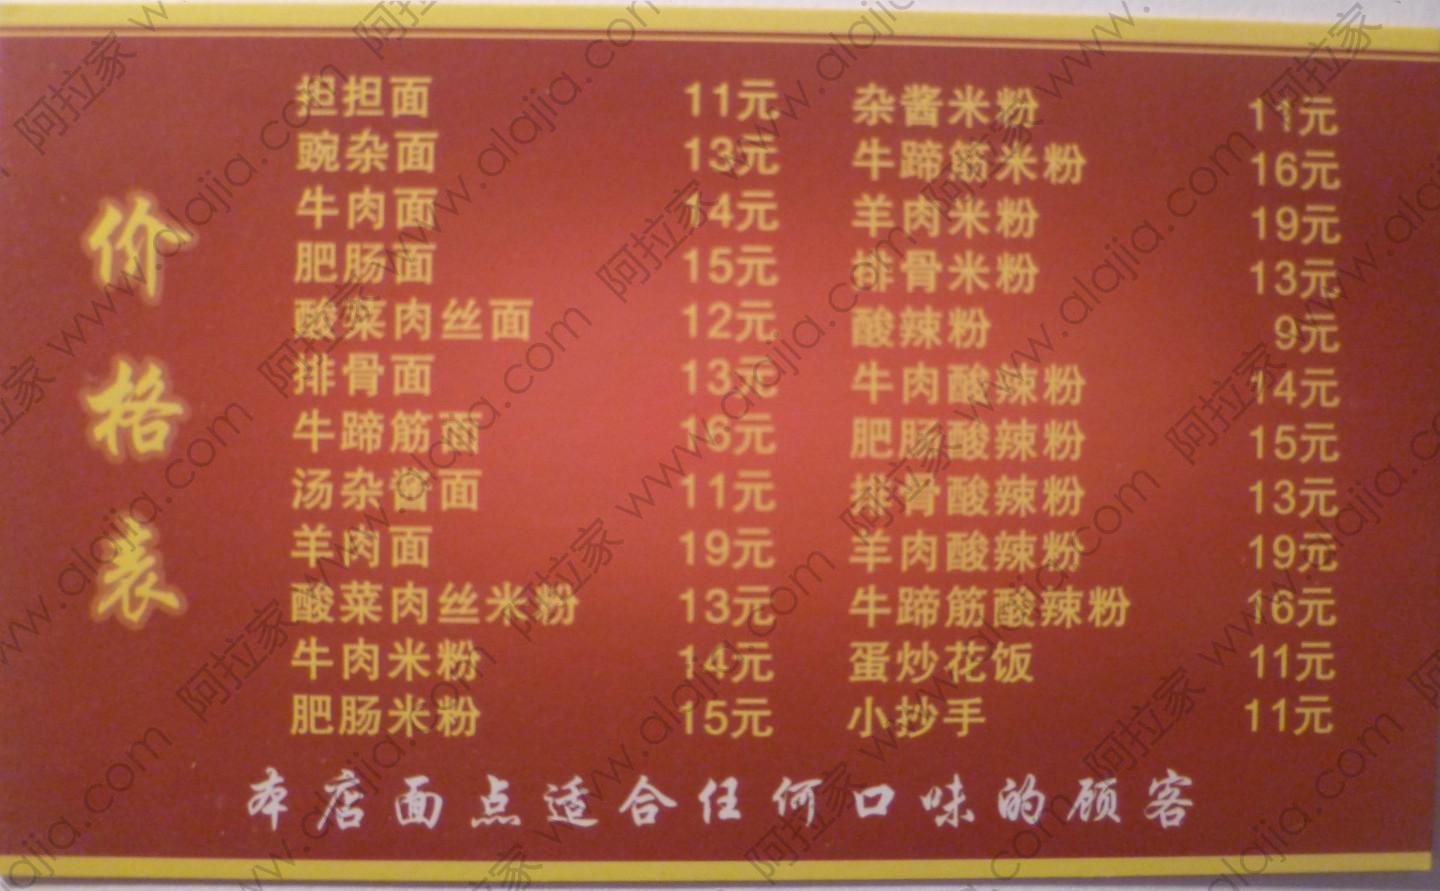 价格表
担担面 11元
豌杂面 13元
牛肉面 14元
肥肠面 15元
酸菜肉丝面 12元
排骨面 13元
牛蹄筋面 16元
汤杂酱面 11元
羊肉面 19元
酸菜肉丝米粉 13元
牛肉米粉 14元
肥肠米粉 15元
杂酱米粉 11元
牛蹄筋米粉 16元
羊肉米粉 19元
排骨米粉 13元
酸辣粉 9元
牛肉酸辣粉 14元
肥肠酸辣粉 15元
排骨酸辣粉 13元
羊肉酸辣粉 19元
牛蹄筋酸辣粉 16元
蛋炒花饭 11元
小抄手 11元
本店面点适合任何口味的顾客
阿拉家 www.alajia.com